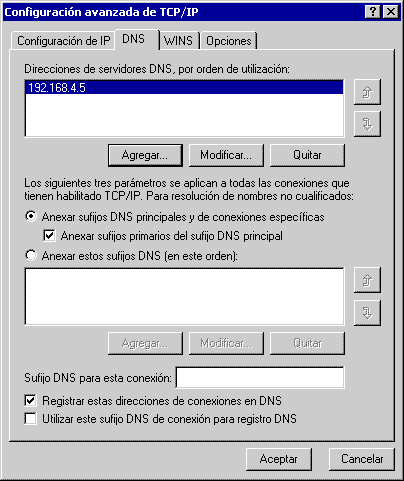 Configuración avanzada de TCP/IP
Configuración de IP DNS WINS Opciones
Direcciones de servidores DNS, por orden de utilización:
192.168.4.5
Agregar... Modificar... Quitar
Los siguientes tres parámetros se aplican a todas las conexiones que
tienen habilitado TCP/IP. Para resolución de nombres no cualificados:
Anexar sufijos DNS principales y de conexiones específicas
Anexar sufijos primarios del sufijo DNS principal
Anexar estos sufijos DNS (en este orden):
Agregar... Modificar... Quitar
Sufijo DNS para esta conexión:
Registrar estas direcciones de conexiones en DNS
Utilizar este sufijo DNS de conexión para registro DNS
Aceptar Cancelar